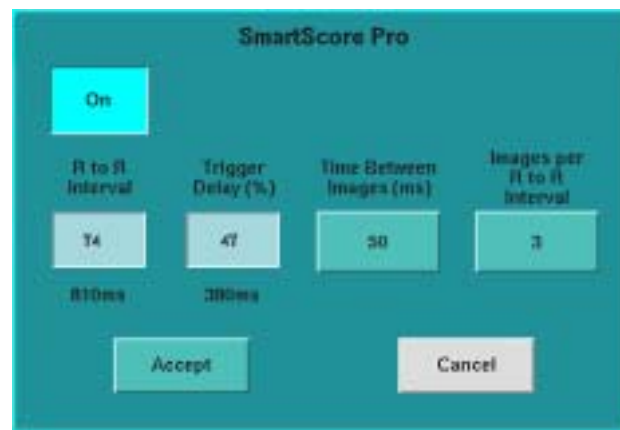 SmartScore Pro
On
R to R
Interval
Trigger
Delay (%)
Time Between
Images (ms)
Images per
R to R
Interval
74
47
50
3
810ms
380ms
Accept
Cancel